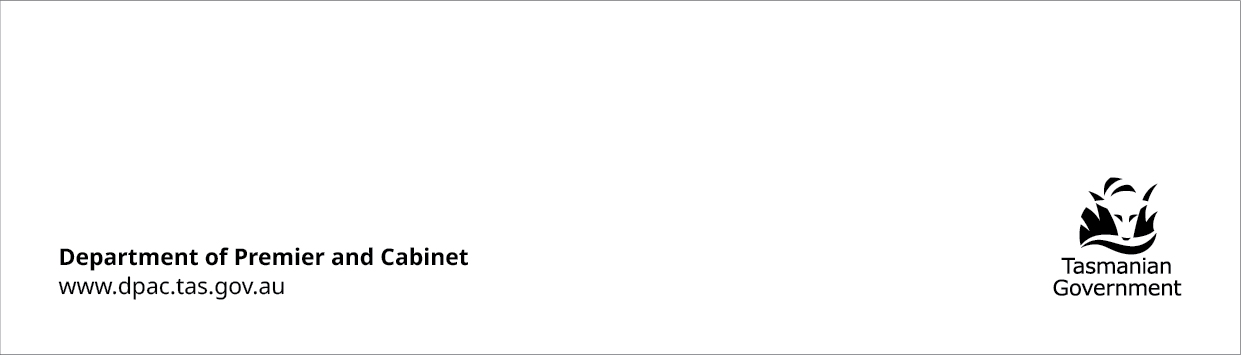 Department of Premier and Cabinet
www.dpac.tas.gov.au
Tasmanian
Government